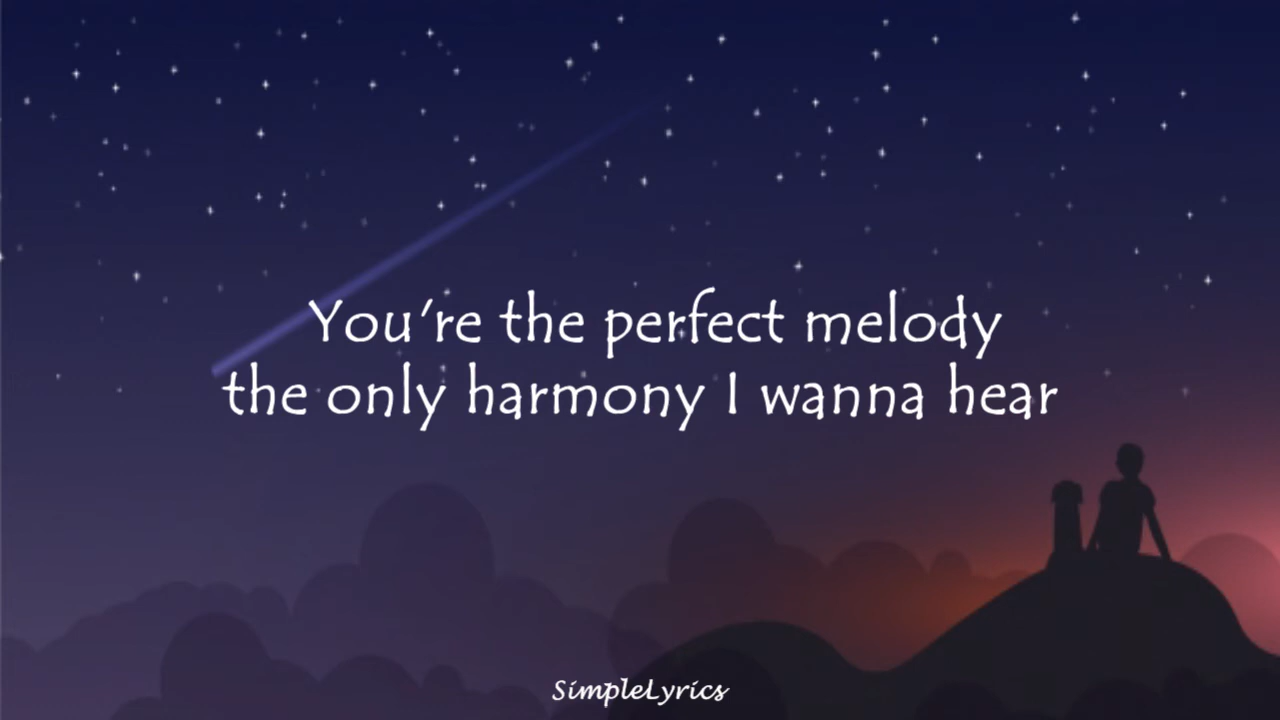 You're the perfect melody
the only harmony I wanna hear
SimpleLyrics